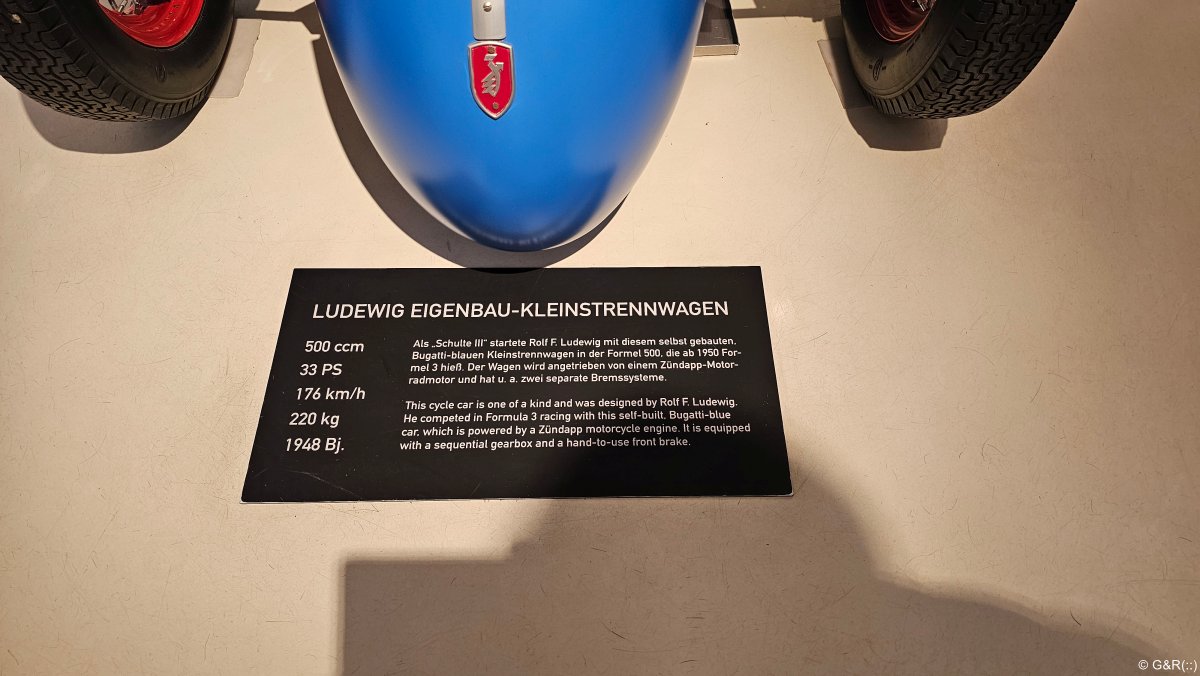 LUDEWIG EIGENBAU-KLEINSTRENNWAGEN
500 ccm
33 PS
176 km/h
220 kg
1948 Bj.
Als „Schulte III“ startete Rolf F. Ludewig mit diesem selbst gebauten,
Bugatti-blauen Kleinstrennwagen in der Formel 500, die ab 1950 For-
mel 3 hieß. Der Wagen wird angetrieben von einem Zündapp-Motor-
radmotor und hat u. a. zwei separate Bremssysteme.
This cycle car is one of a kind and was designed by Rolf F. Ludewig.
He competed in Formula 3 racing with this self-built, Bugatti-blue
car, which is powered by a Zündapp motorcycle engine. It is equipped
with a sequential gearbox and a hand-to-use front brake.
© G&R(::)